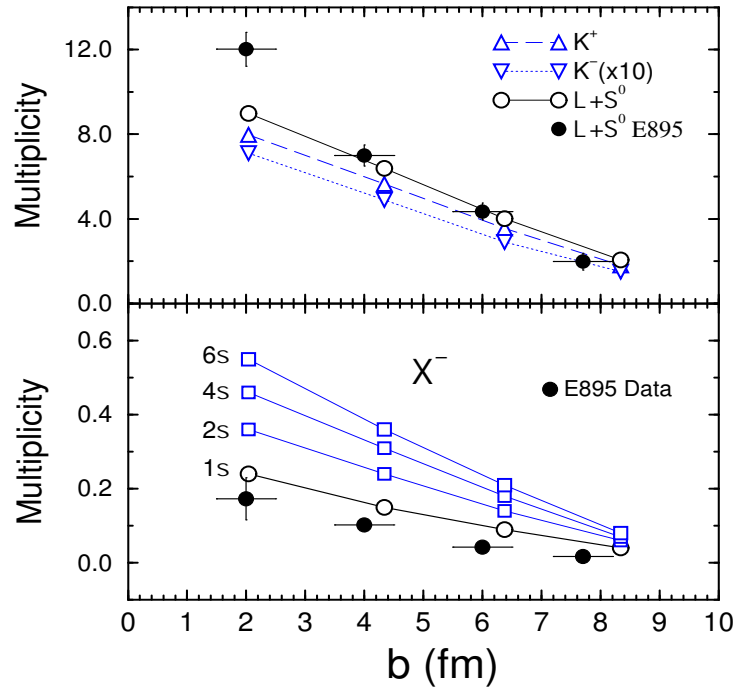 12.0
8.0
4.0
0.0
Multiplicity
K⁺
K⁻(x10)
L+S⁰
L+S⁰ E895
0.6
0.4
0.2
0.0
Multiplicity
6s
4s
2s
1s
X⁻
E895 Data
0 1 2 3 4 5 6 7 8 9 10
b (fm)